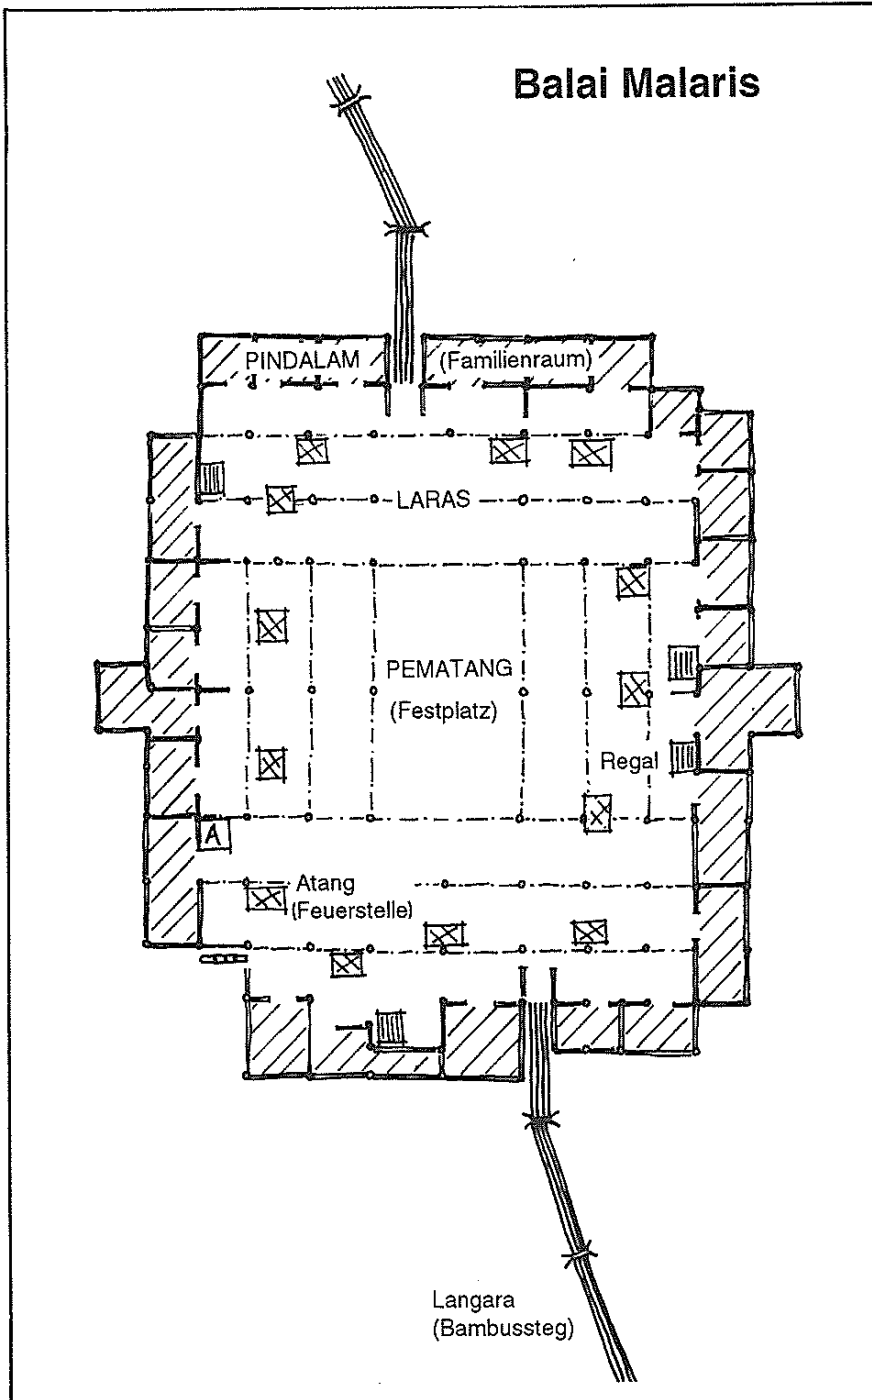 Balai Malaris
PINDALAM
(Familienraum)
LARAS
PEMATANG
(Festplatz)
Regal
A
Atang
(Feuerstelle)
Langara
(Bambussteg)